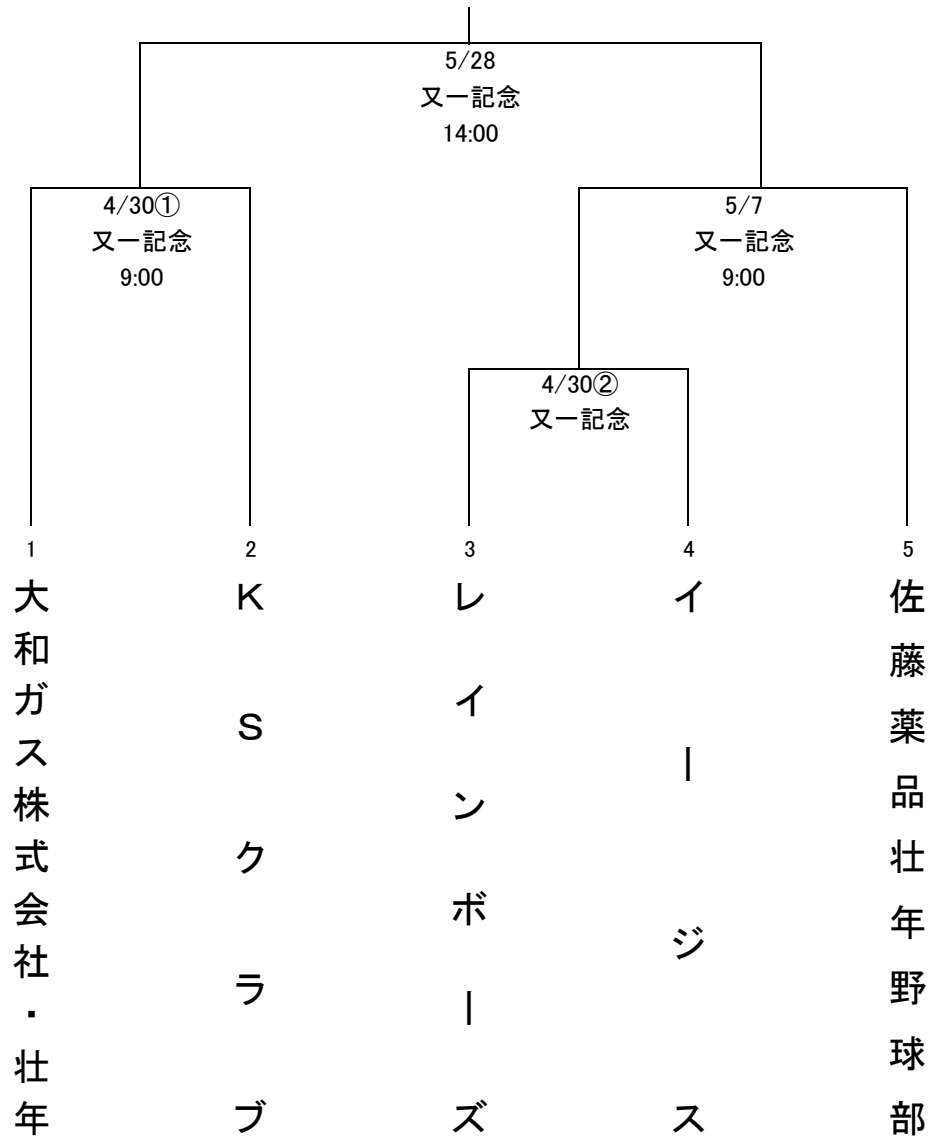 5/28
又一記念
14:00
4/30①
又一記念
9:00
5/7
又一記念
9:00
4/30②
又一記念
1
2
3
4
5
大和ガス株式会社・壮年
KSクラブ
レインボーズ
イージス
佐藤薬品壮年野球部